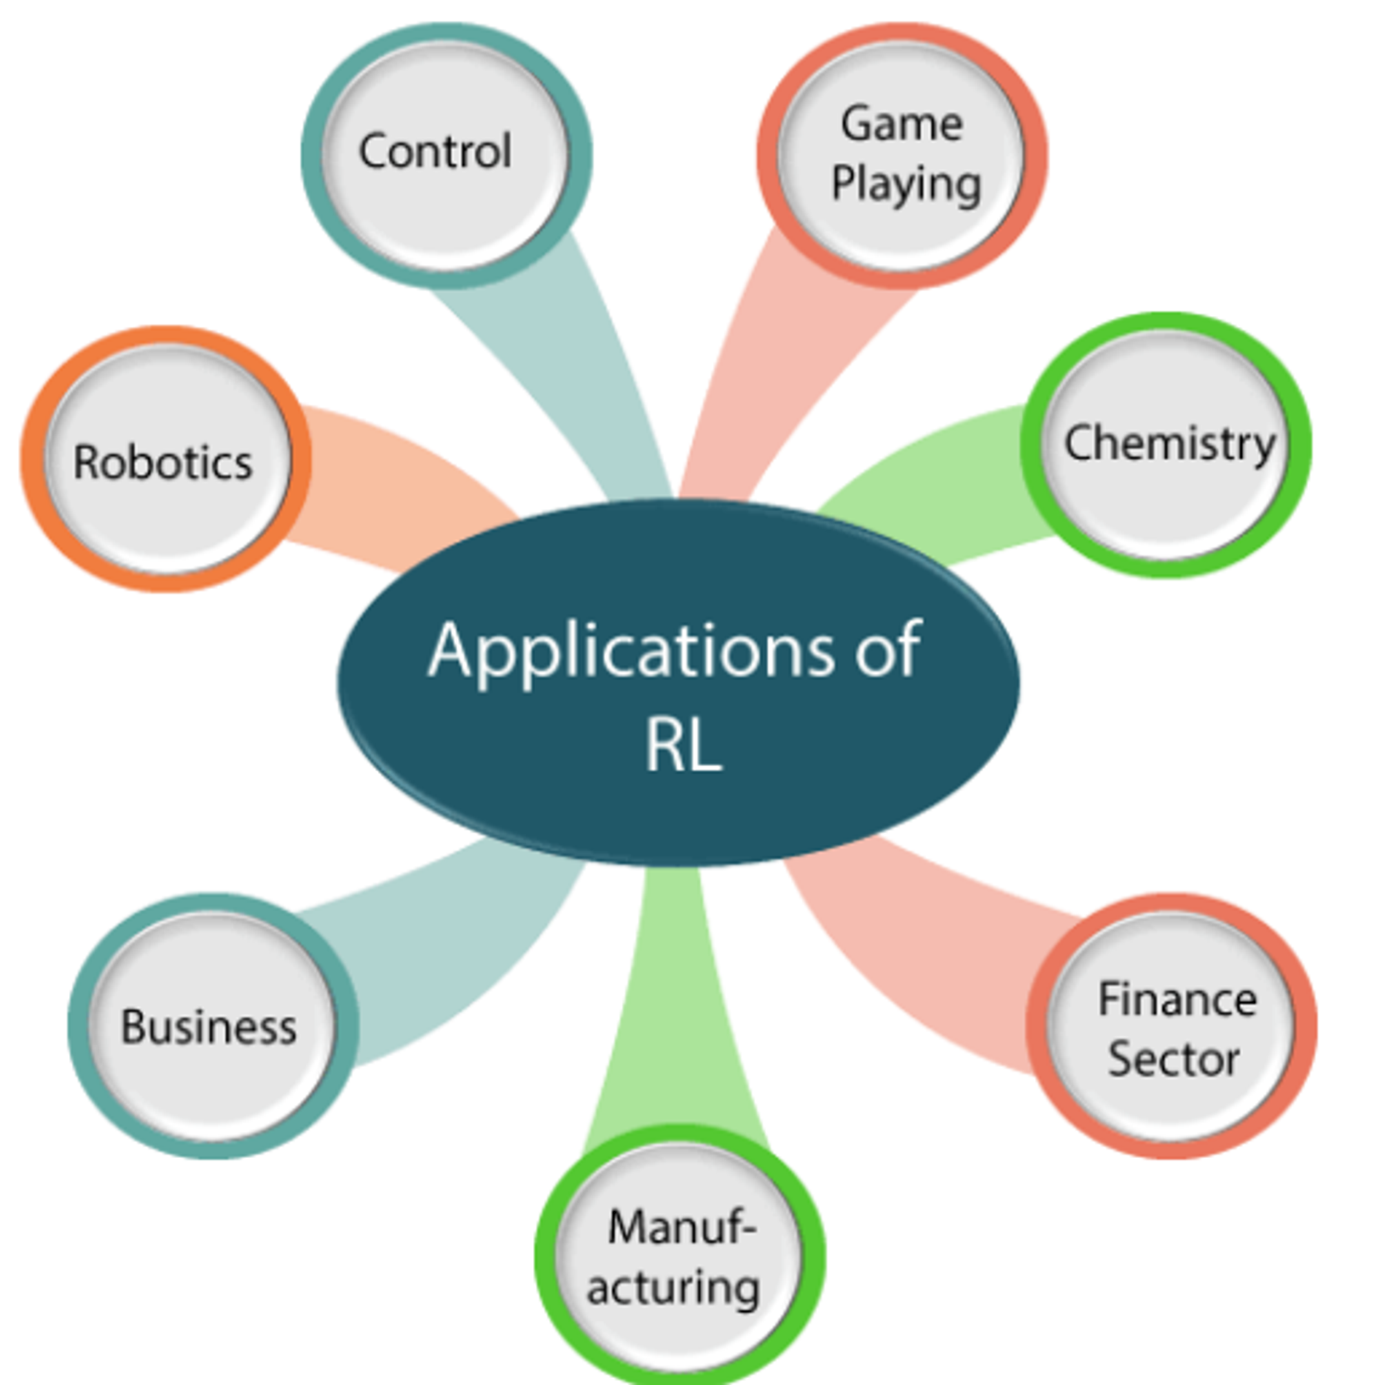 Control
Game
Playing
Robotics
Chemistry
Applications of
RL
Business
Finance
Sector
Manuf-
acturing